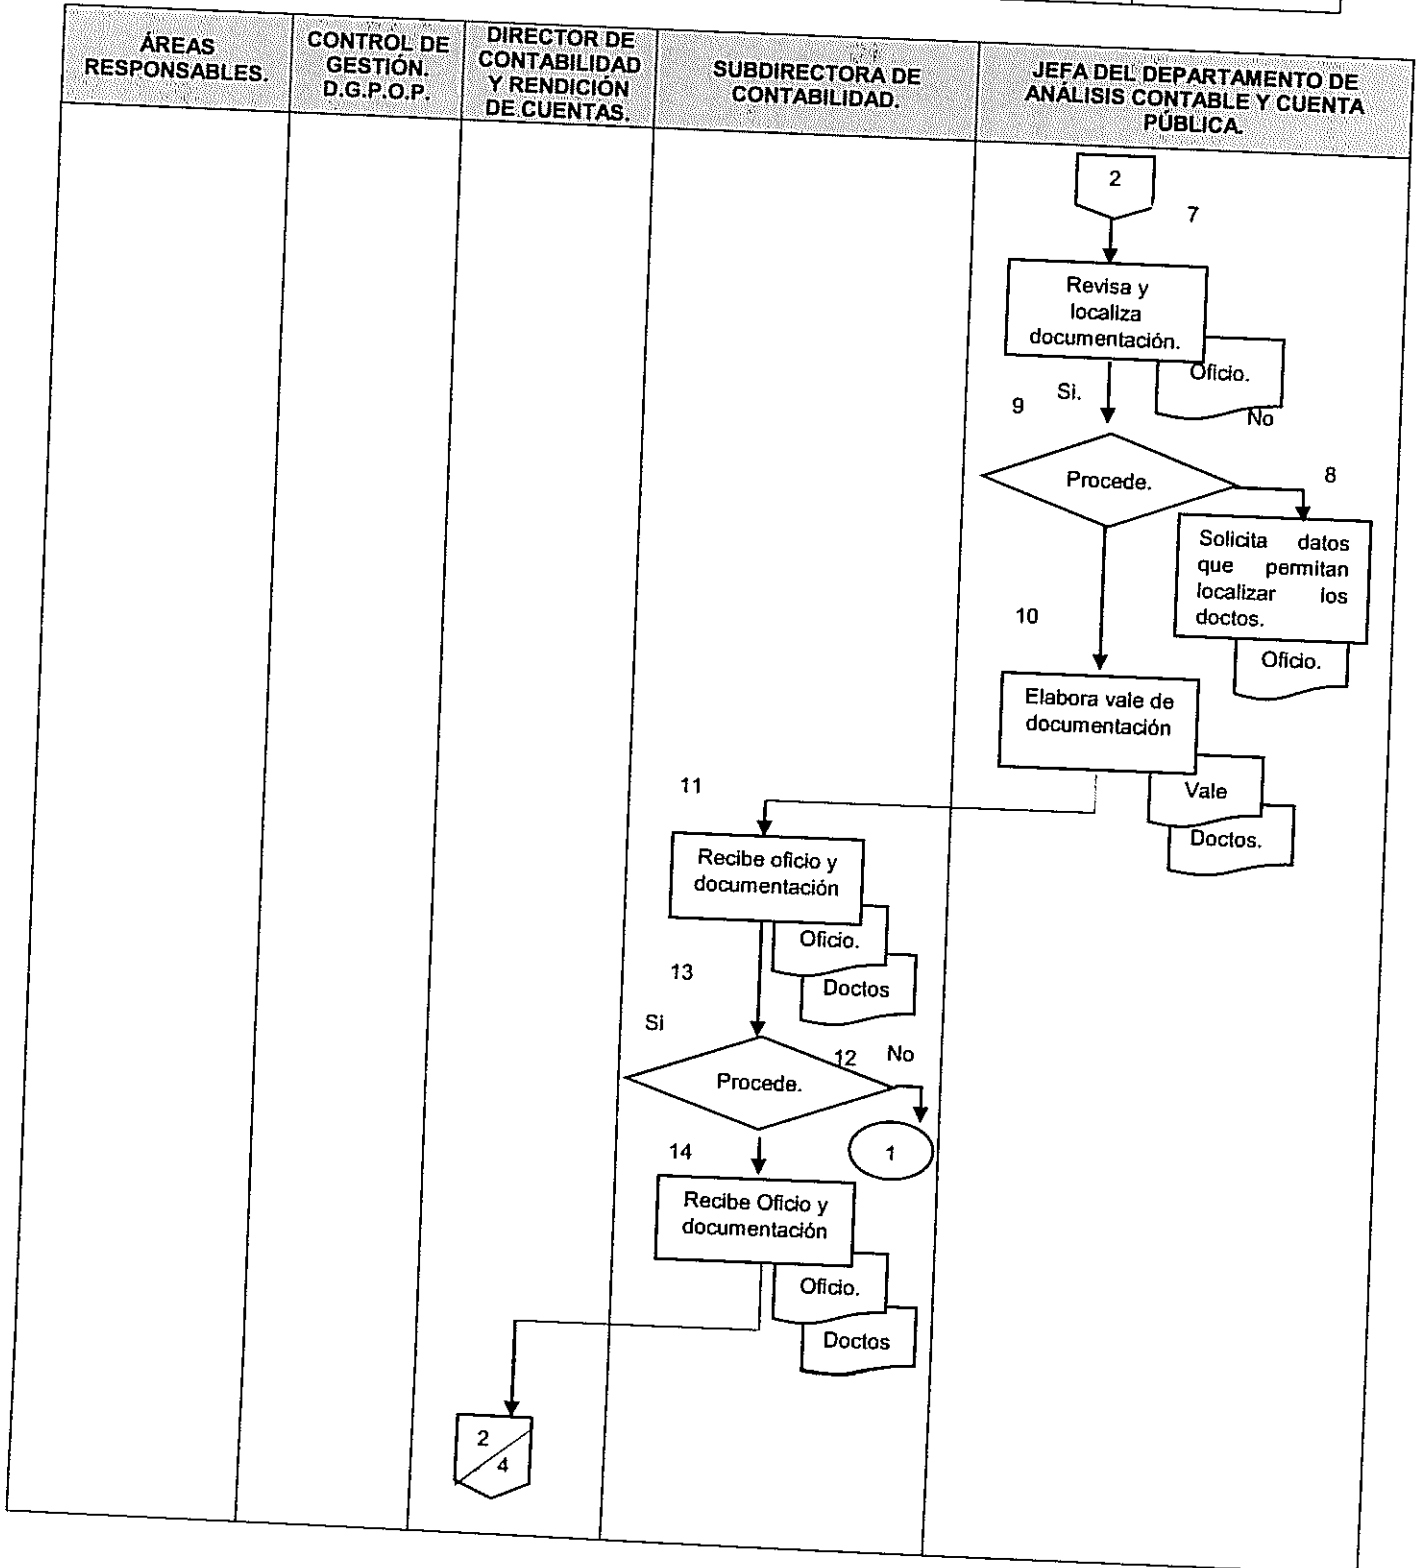 ÁREAS
RESPONSABLES.
CONTROL DE
GESTIÓN.
D.G.P.O.P.
DIRECTOR DE
CONTABILIDAD
Y RENDICIÓN
DE CUENTAS.
SUBDIRECTORA DE
CONTABILIDAD.
JEFA DEL DEPARTAMENTO DE
ANÁLISIS CONTABLE Y CUENTA
PÚBLICA.
2
7
Revisa y
localiza
documentación.
Oficio.
Si.
9
No
Procede.
8
Solicita datos
que permitan
localizar los
doctos.
Oficio.
10
Elabora vale de
documentación
Vale
Doctos.
11
Recibe oficio y
documentación
Oficio.
Doctos
13
Si
12
No
Procede.
1
14
Recibe Oficio y
documentación
Oficio.
Doctos
2
4